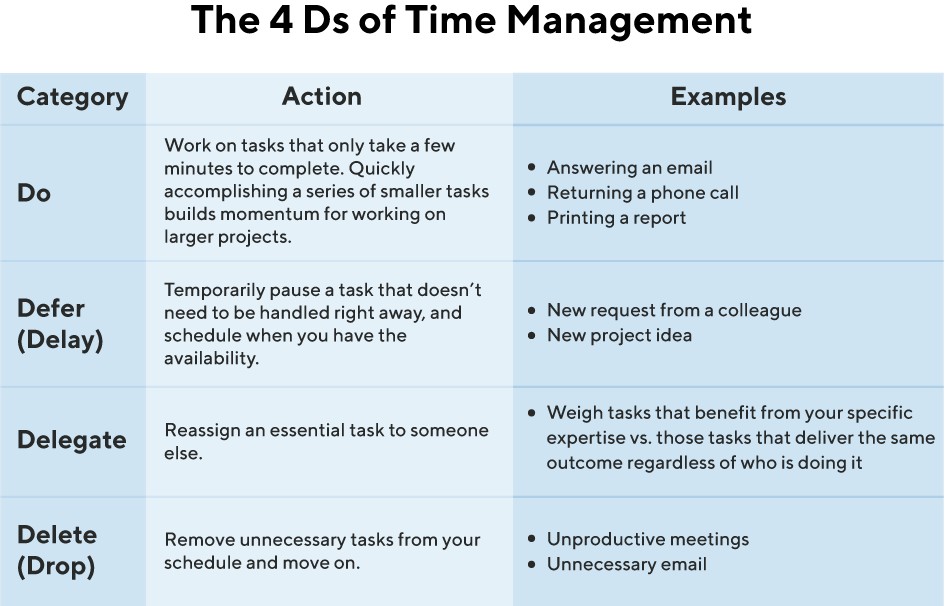 The 4 Ds of Time Management
Category
Action
Examples
Do
Work on tasks that only take a few
minutes to complete. Quickly
accomplishing a series of smaller tasks
builds momentum for working on
larger projects.
• Answering an email
• Returning a phone call
• Printing a report
Defer
(Delay)
Temporarily pause a task that doesn't
need to be handled right away, and
schedule when you have the
availability.
• New request from a colleague
• New project idea
Delegate
Reassign an essential task to someone
else.
• Weigh tasks that benefit from your specific
expertise vs. those tasks that deliver the same
outcome regardless of who is doing it
Delete
(Drop)
Remove unnecessary tasks from your
schedule and move on.
• Unproductive meetings
• Unnecessary email